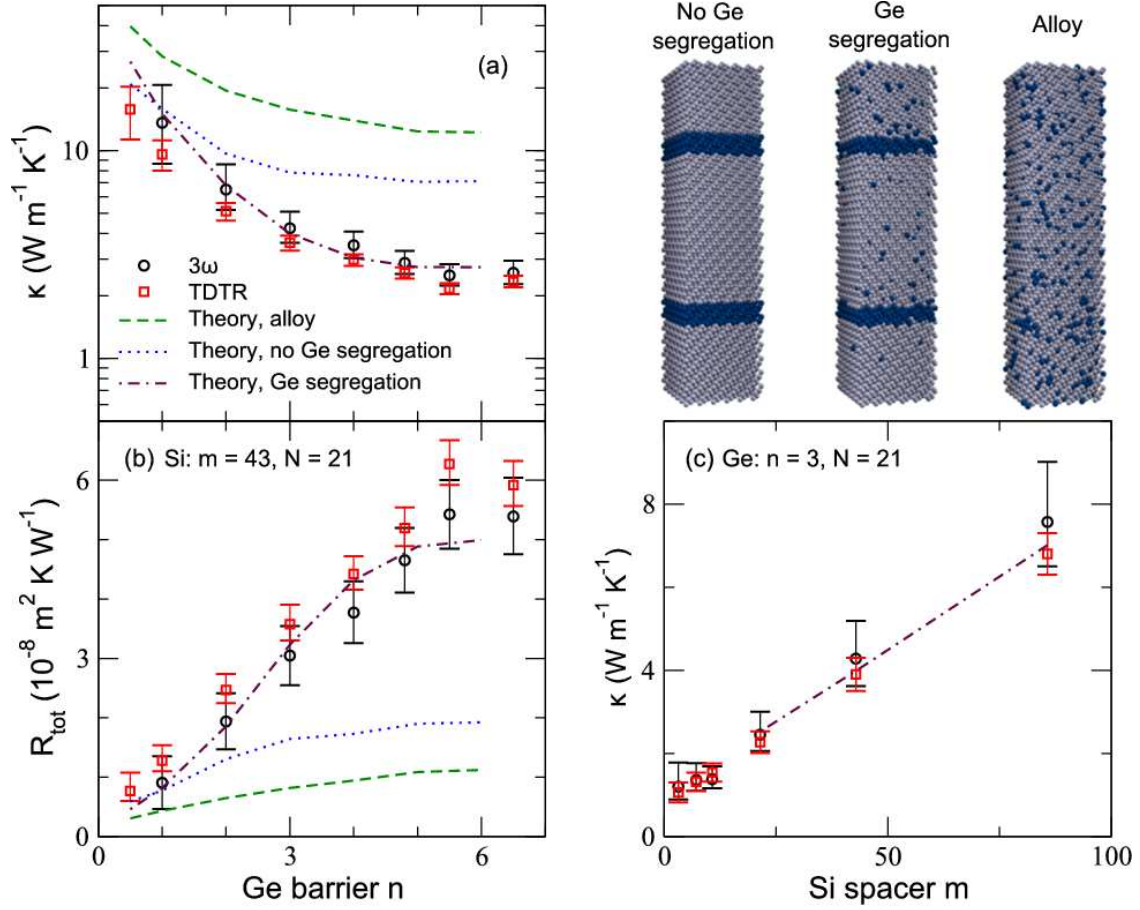 (a)
κ (W m⁻¹ K⁻¹)
10
1
3ω
TDTR
Theory, alloy
Theory, no Ge segregation
Theory, Ge segregation
No Ge
segregation
Ge
segregation
Alloy
(b) Si: m = 43, N = 21
R_tot (10⁻⁸ m² K W⁻¹)
6
3
0
0
3
6
Ge barrier n
(c) Ge: n = 3, N = 21
κ (W m⁻¹ K⁻¹)
8
4
0
0
50
100
Si spacer m